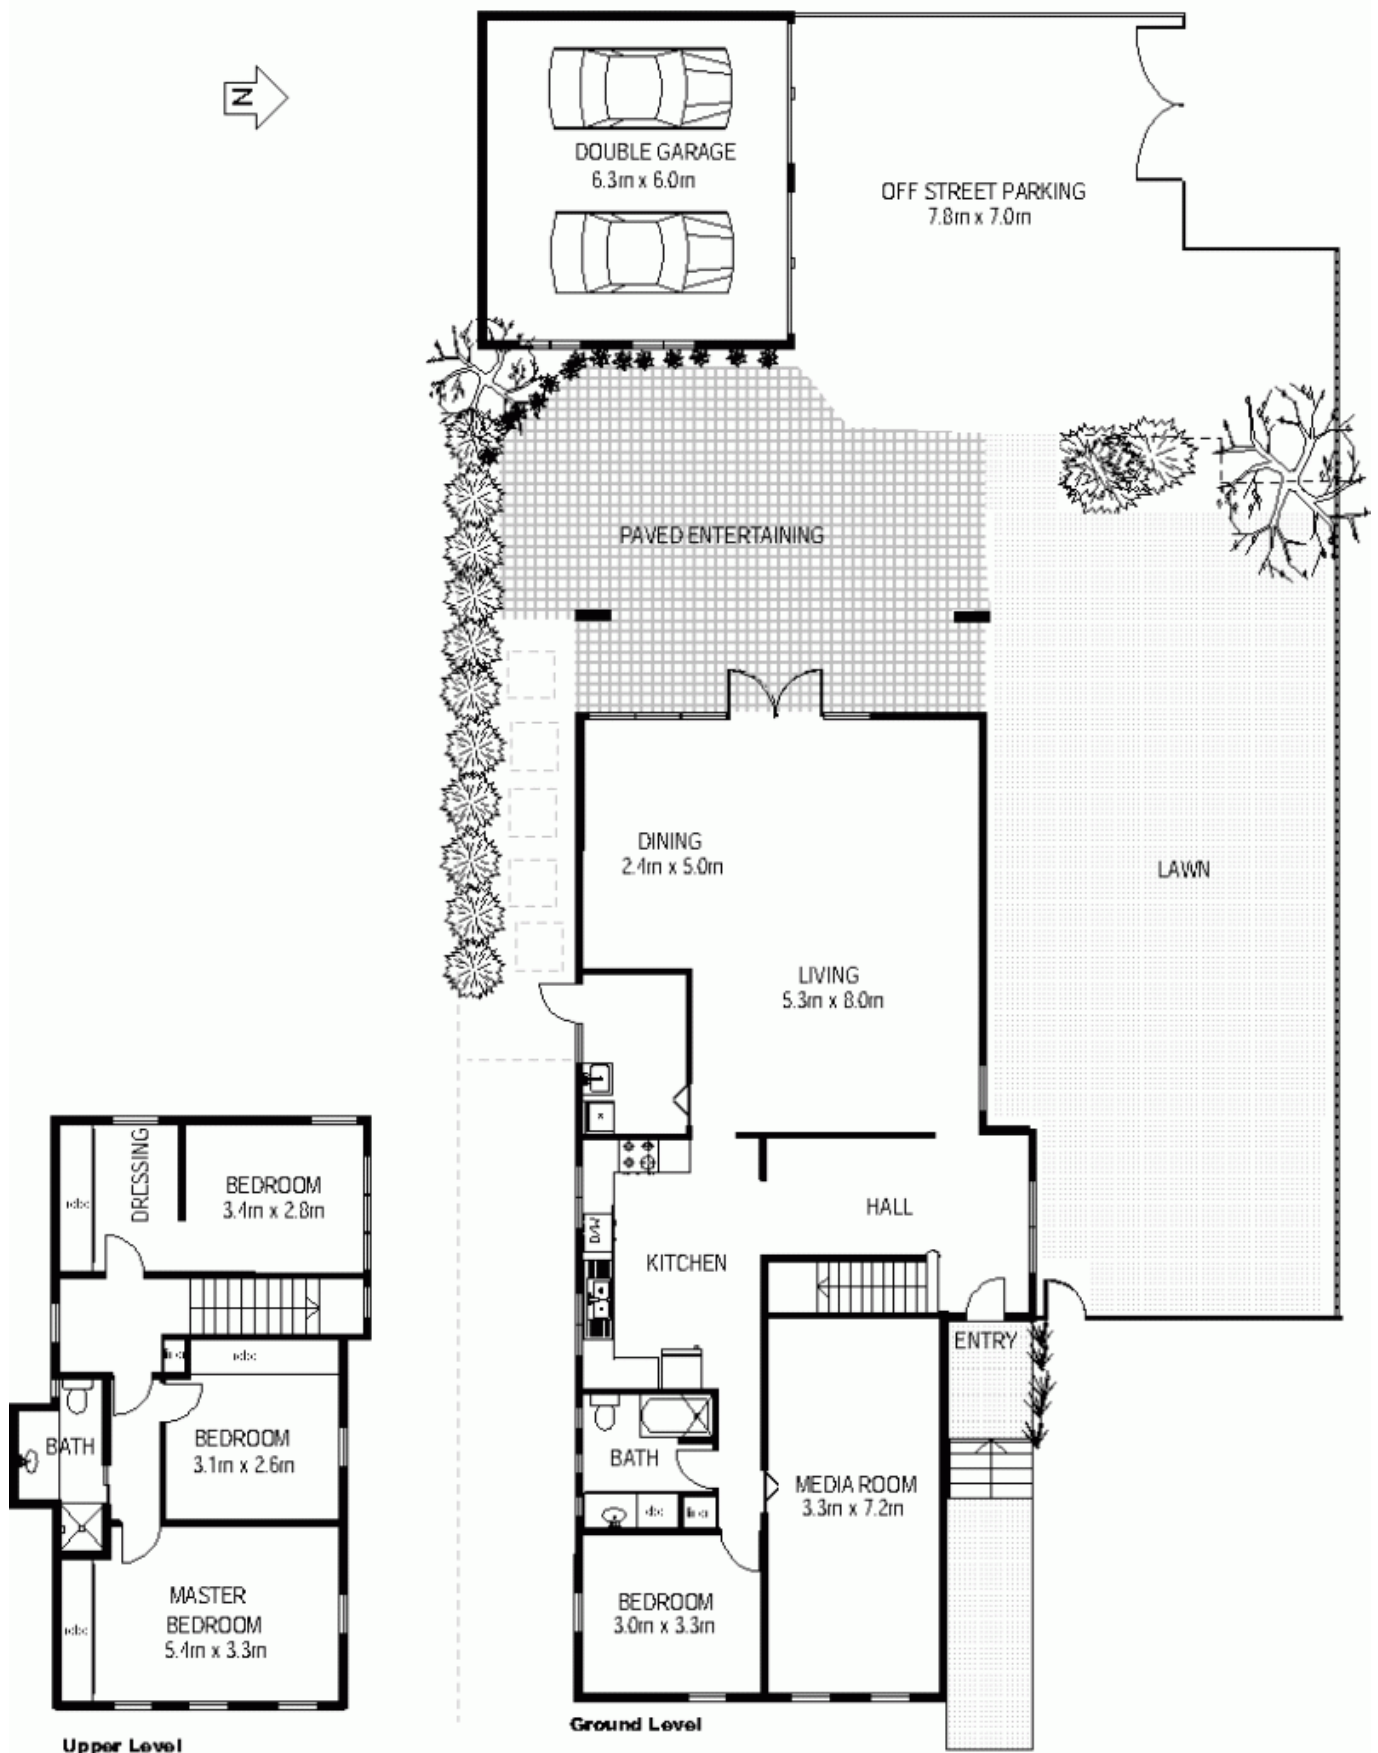 N
DOUBLE GARAGE
6.3m x 6.0m
OFF STREET PARKING
7.8m x 7.0m
PAVED ENTERTAINING
DINING
2.4m x 5.0m
LAWN
LIVING
5.3m x 8.0m
HALL
D/W
KITCHEN
ENTRY
BATH
MEDIA ROOM
3.3m x 7.2m
BEDROOM
3.0m x 3.3m
Ground Level
DRESSING
BEDROOM
3.4m x 2.8m
BATH
BEDROOM
3.1m x 2.6m
MASTER
BEDROOM
5.4m x 3.3m
Upper Level